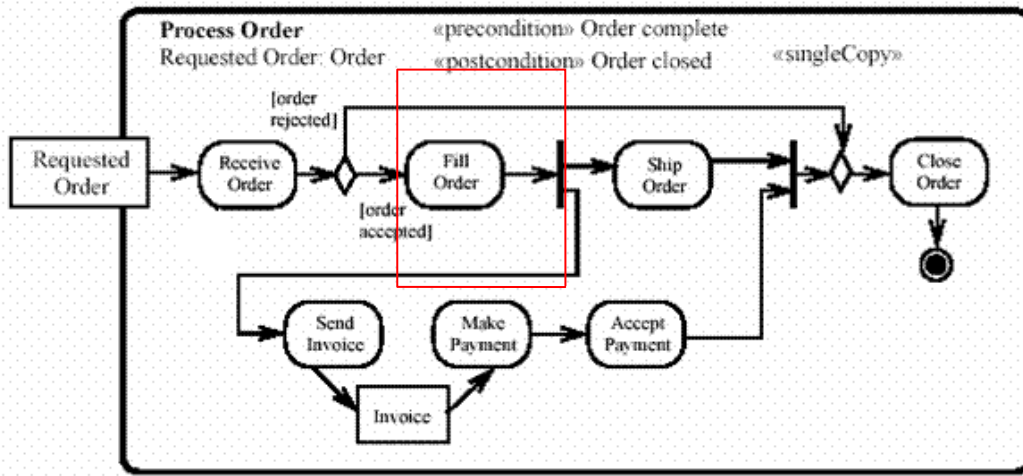 Process Order
«precondition» Order complete
Requested Order: Order
«postcondition» Order closed
«singleCopy»
[order
rejected]
Requested
Order
Receive
Order
Fill
Order
Ship
Order
Close
Order
[order
accepted]
Send
Invoice
Make
Payment
Accept
Payment
Invoice